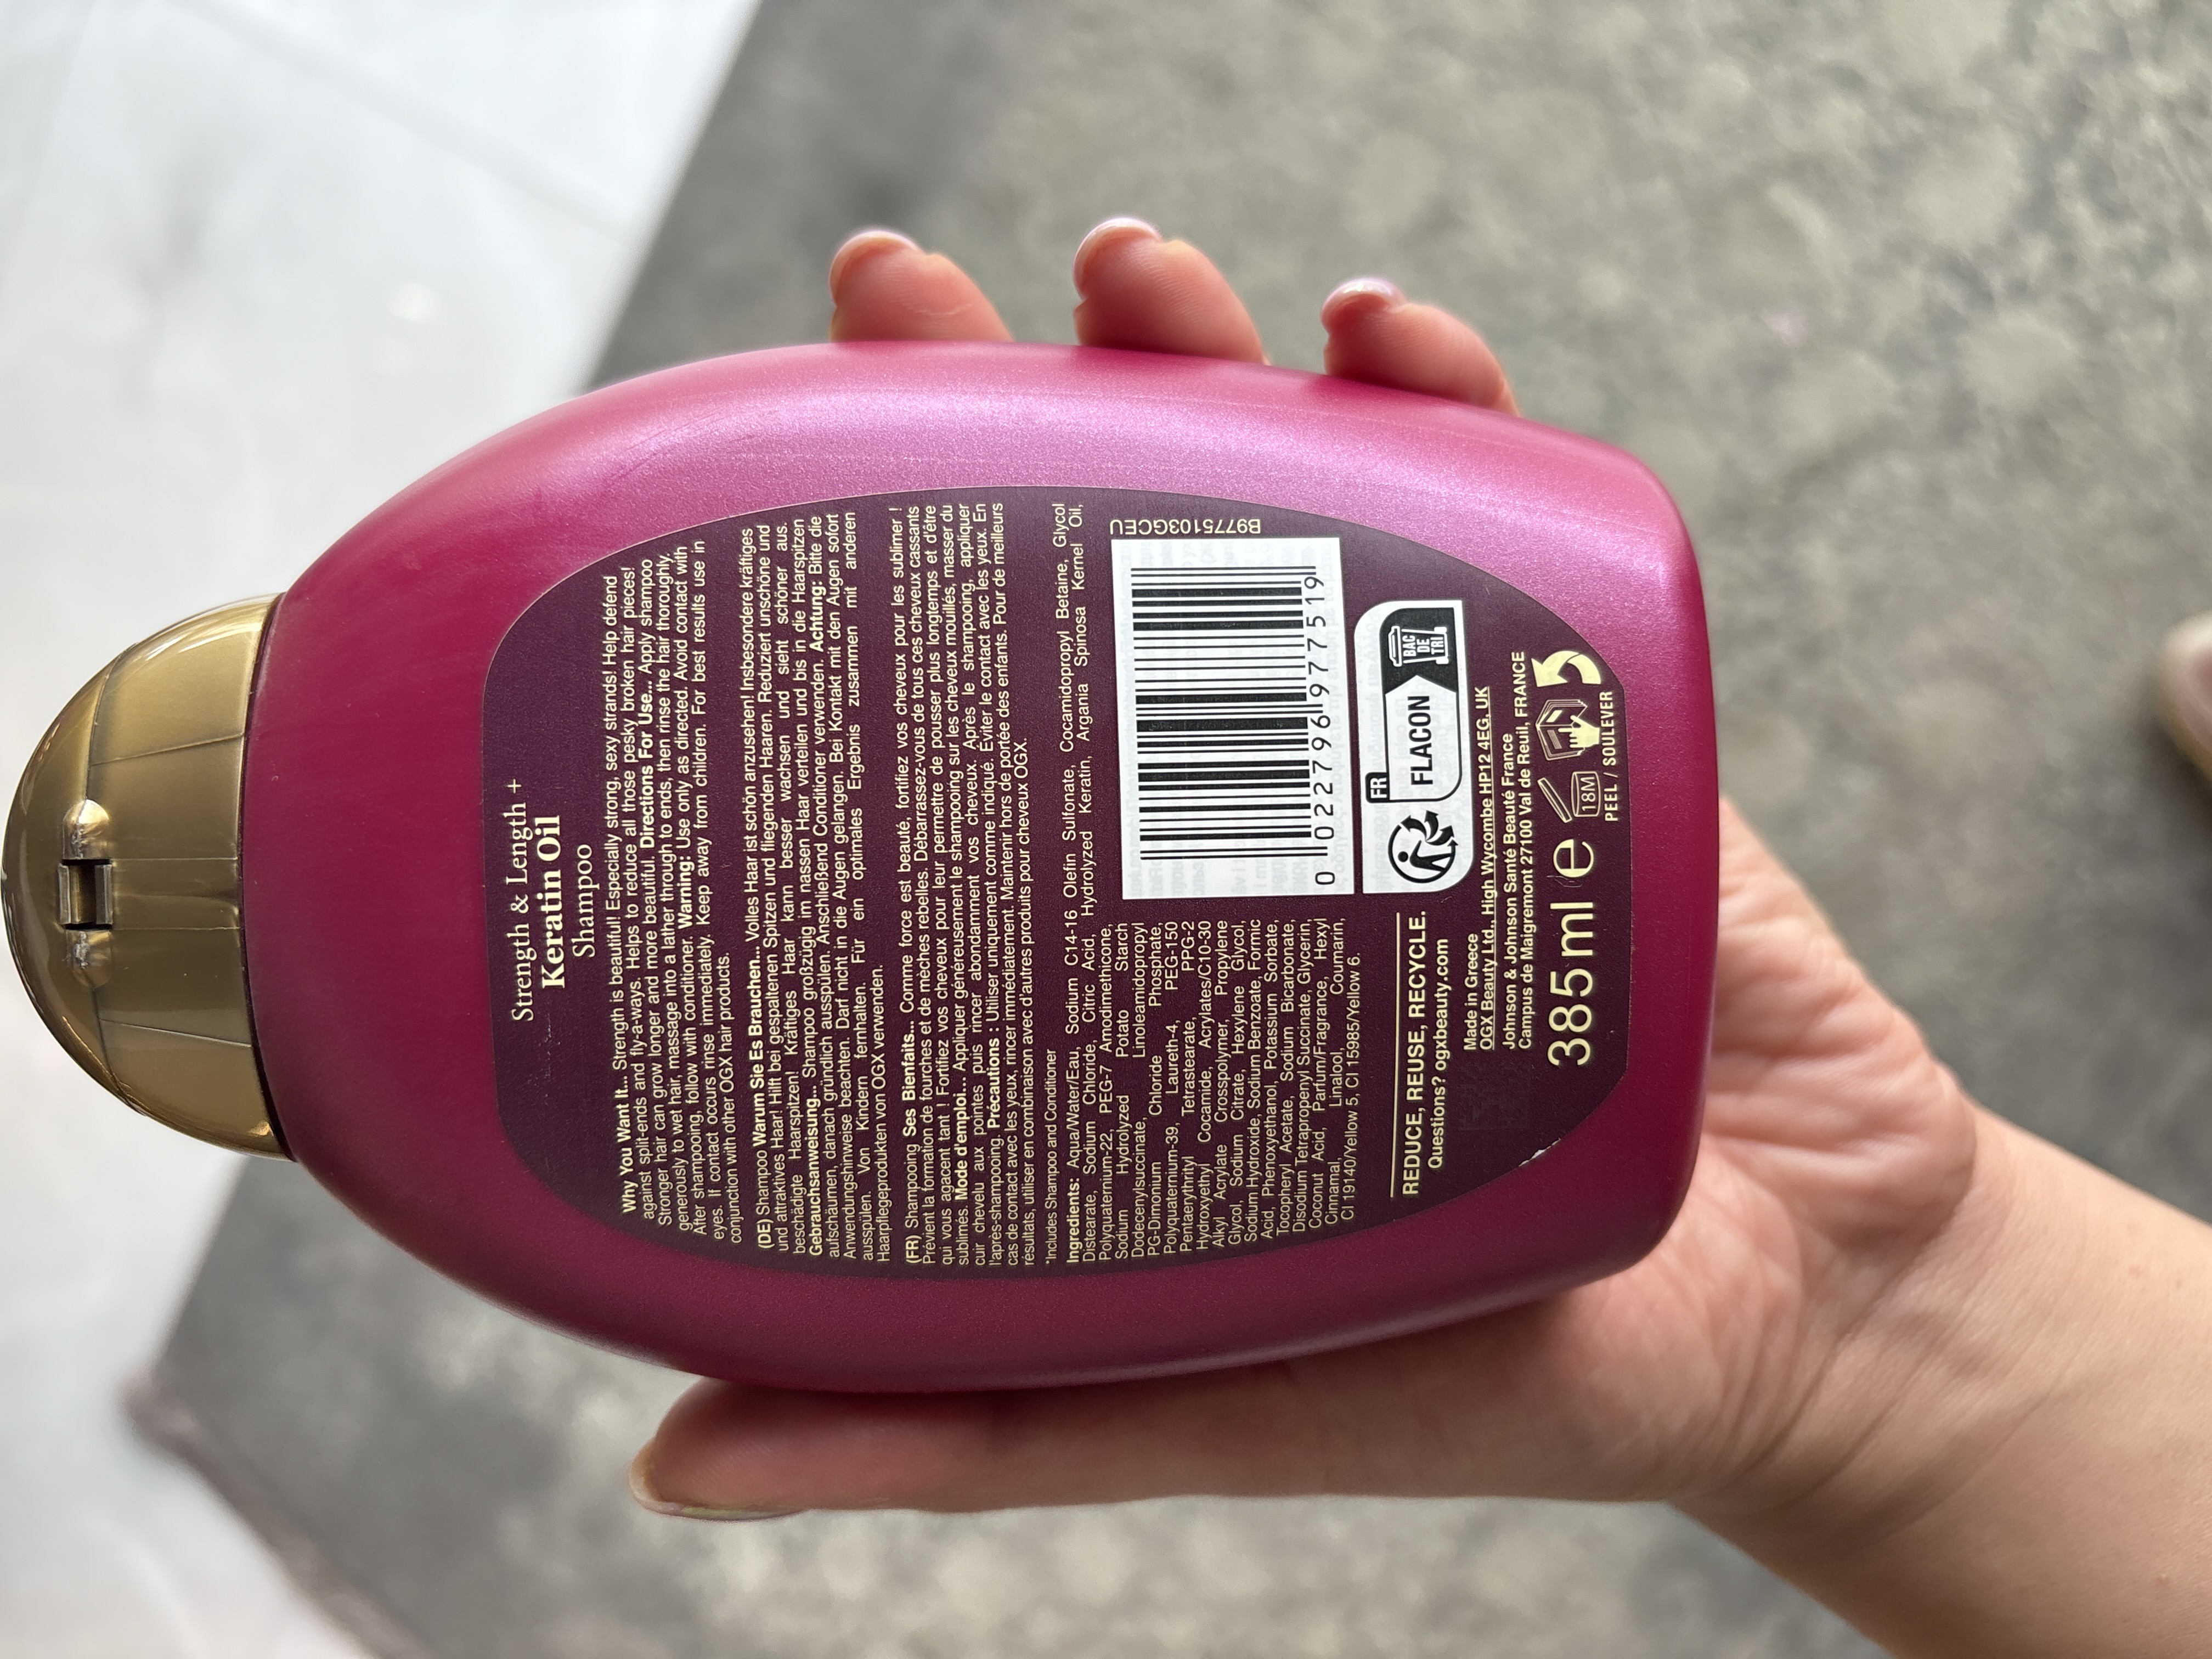 Strength & Length +
Keratin Oil
Shampoo
Why You Want It... Strength is beautiful! Especially strong, sexy strands! Help defend
against split-ends and fly-a-ways. Helps to reduce all those pesky broken hair pieces!
Stronger hair can grow longer and more beautiful. Directions For Use... Apply shampoo
generously to wet hair, massage into a lather through to ends, then rinse the hair thoroughly.
After shampooing, follow with conditioner. Warning: Use only as directed. Avoid contact with
eyes. If contact occurs rinse immediately. Keep away from children. For best results use in
conjunction with other OGX hair products.
(DE) Shampoo Warum Sie Es Brauchen...Volles Haar ist schön anzusehen! Insbesondere kräftiges
und attraktives Haar! Hilft bei gespaltenen Spitzen und fliegenden Haaren. Reduziert unschöne und
beschädigte Haarspitzen! Kräftiges Haar kann besser wachsen und sieht schöner aus.
Gebrauchsanweisung... Shampoo großzügig im nassen Haar verteilen und bis in die Haarspitzen
aufschäumen, danach gründlich ausspülen. Anschließend Conditioner verwenden. Achtung: Bitte die
Anwendungshinweise beachten. Darf nicht in die Augen gelangen. Bei Kontakt mit den Augen sofort
ausspülen. Von Kindern fernhalten. Für ein optimales Ergebnis zusammen mit anderen
Haarpflegeprodukten von OGX verwenden.
(FR) Shampooing Ses Bienfaits... Comme force est beauté, fortifiez vos cheveux pour les sublimer !
Prévient la formation de fourches et de mèches rebelles. Débarrassez-vous de tous ces cheveux cassants
qui vous agacent tant ! Fortifiez vos cheveux pour leur permettre de pousser plus longtemps et d'être
sublimés. Mode d'emploi... Appliquer généreusement le shampooing sur les cheveux mouillés, masser du
cuir chevelu aux pointes puis rincer abondamment vos cheveux. Après le shampooing, appliquer
l'après-shampooing. Précautions : Utiliser uniquement comme indiqué. Éviter le contact avec les yeux. En
cas de contact avec les yeux, rincer immédiatement. Maintenir hors de portée des enfants. Pour de meilleurs
résultats, utiliser en combinaison avec d'autres produits pour cheveux OGX.
*Includes Shampoo and Conditioner
Ingredients: Aqua/Water/Eau, Sodium C14-16 Olefin Sulfonate, Cocamidopropyl Betaine, Glycol
Distearate, Sodium Chloride, Citric Acid, Hydrolyzed Keratin, Argania Spinosa Kernel Oil,
Polyquaternium-22, PEG-7 Amodimethicone,
Sodium Hydrolyzed Potato Starch
Dodecenylsuccinate, Linoleamidopropyl
PG-Dimonium Chloride Phosphate,
Polyquaternium-39, Laureth-4, PEG-150
Pentaerythrityl Tetrastearate, PPG-2
Hydroxyethyl Cocamide, Acrylates/C10-30
Alkyl Acrylate Crosspolymer, Propylene
Glycol, Sodium Citrate, Hexylene Glycol,
Sodium Hydroxide, Sodium Benzoate, Formic
Acid, Phenoxyethanol, Potassium Sorbate,
Tocopheryl Acetate, Sodium Bicarbonate,
Disodium Tetrapropenyl Succinate, Glycerin,
Coconut Acid, Parfum/Fragrance, Hexyl
Cinnamal, Linalool, Coumarin,
CI 19140/Yellow 5, CI 15985/Yellow 6.
B9775103GCEU
0 022796 977519
FR
FLACON
BAC
DE
TRI
REDUCE, REUSE, RECYCLE.
Questions? ogxbeauty.com
Made in Greece
OGX Beauty Ltd., High Wycombe HP12 4EG, UK
Johnson & Johnson Santé Beauté France
Campus de Maigremont 27100 Val de Reuil, FRANCE
385ml e
18M
PEEL / SOULEVER